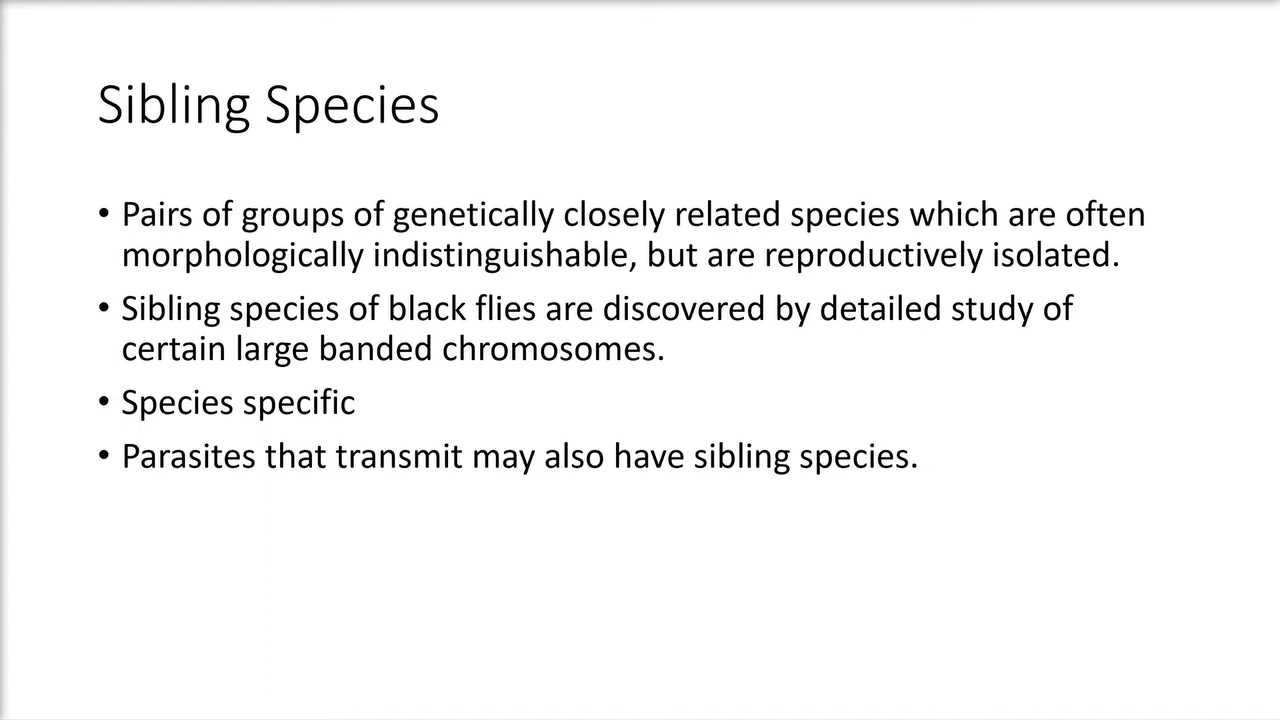 Sibling Species
• Pairs of groups of genetically closely related species which are often
morphologically indistinguishable, but are reproductively isolated.
• Sibling species of black flies are discovered by detailed study of
certain large banded chromosomes.
• Species specific
• Parasites that transmit may also have sibling species.